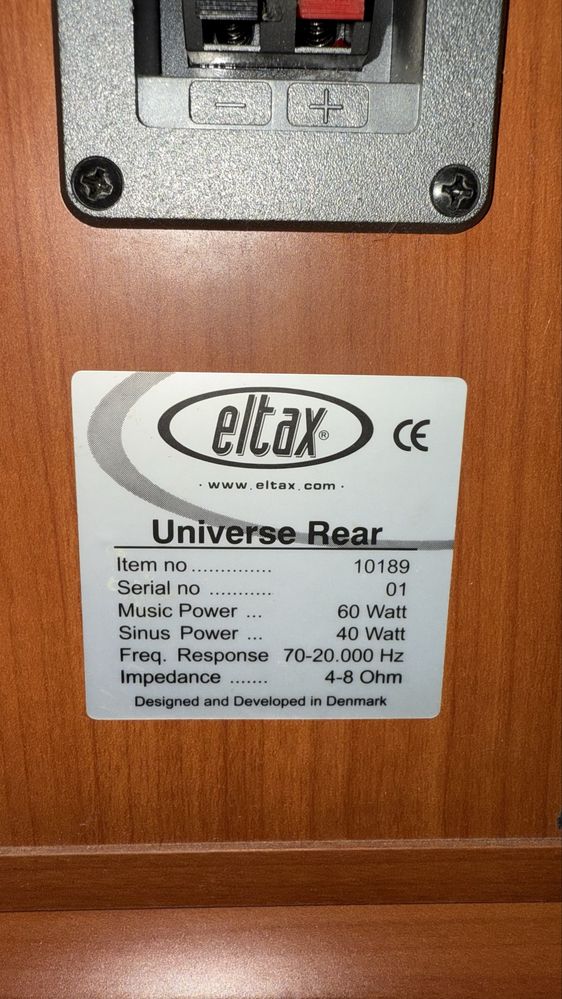 − +
eltax® CE
· www.eltax.com ·
Universe Rear
Item no .............. 10189
Serial no ........... 01
Music Power ... 60 Watt
Sinus Power ... 40 Watt
Freq. Response 70-20.000 Hz
Impedance ....... 4-8 Ohm
Designed and Developed in Denmark